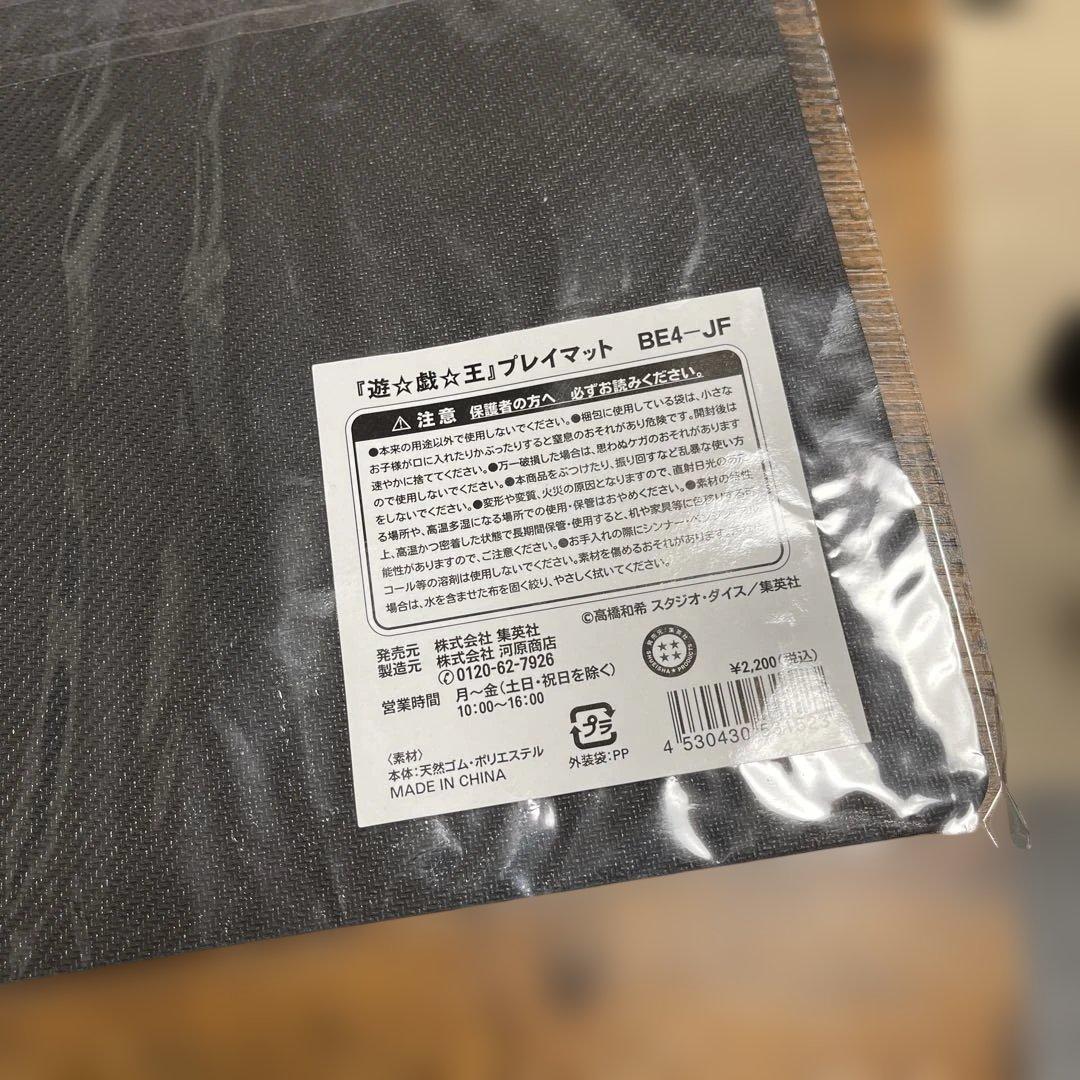 『遊☆戯☆王』プレイマット BE4-JF
⚠注意 保護者の方へ 必ずお読みください。
●本来の用途以外で使用しないでください。●梱包に使用している袋は、小さな
お子様が口に入れたりかぶったりすると窒息のおそれがあり危険です。開封後は
速やかに捨ててください。●万一破損した場合は、思わぬケガのおそれがあります
ので使用しないでください。●本商品をぶつけたり、振り回すなど乱暴な使い方
をしないでください。●変形や変質、火災の原因となりますので、直射日光のあた
る場所や、高温多湿になる場所での使用・保管はおやめください。●素材の特性
上、高温かつ密着した状態で長期間保管・使用すると、机や家具等に色移りする可
能性がありますので、ご注意ください。●お手入れの際にシンナー・
コール等の溶剤は使用しないでください。素材を傷めるおそれがあります。
場合は、水を含ませた布を固く絞り、やさしく拭いてください。
©高橋和希 スタジオ・ダイス／集英社
発売元 株式会社 集英社
製造元 株式会社 河原商店
0120-62-7926
営業時間 月〜金(土日・祝日を除く)
10:00〜16:00
発売元・集英社
SHUEISHA★PRODUCTS
¥2,200(税込)
プラ
外装袋:PP
4 530430
〈素材〉
本体:天然ゴム・ポリエステル
MADE IN CHINA